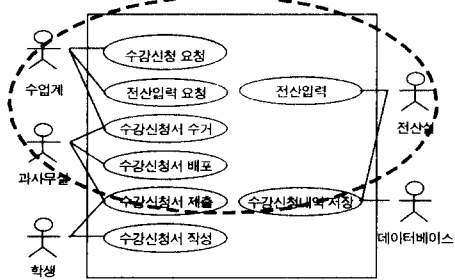 수강신청 요청
수업계
전산입력 요청
전산입력
수강신청서 수거
전산실
수강신청서 배포
과사무실
수강신청서 제출
수강신청내역 저장
수강신청서 작성
데이터베이스
학생